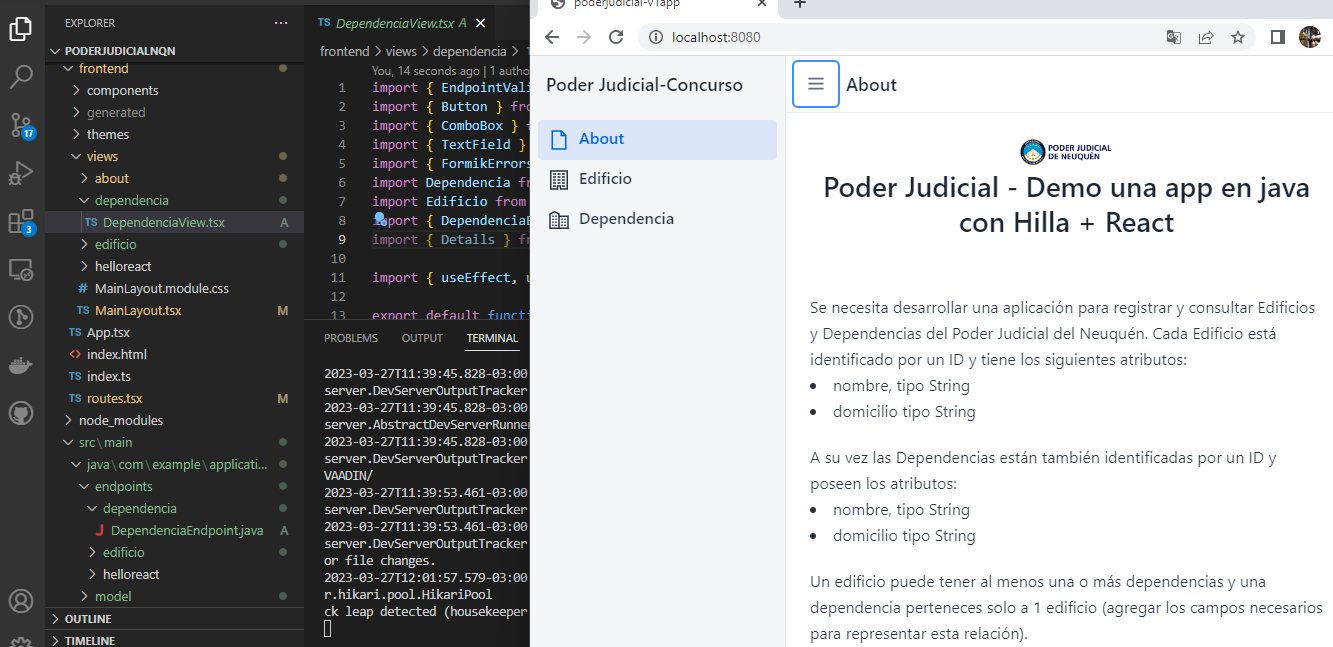 EXPLORER
PODERJUDICIALNQN
frontend
components
generated
themes
views
about
dependencia
TS DependenciaView.tsx A
edificio
helloreact
# MainLayout.module.css
TS MainLayout.tsx M
TS App.tsx
<> index.html
TS index.ts
TS routes.tsx M
node_modules
src\main
java\com\example\applicati...
endpoints
dependencia
J DependenciaEndpoint.java A
edificio
helloreact
model
OUTLINE
TIMELINE
17
3
TS DependenciaView.tsx A
frontend > views > dependencia >
You, 14 seconds ago | 1 autho
1 import { EndpointVali
2 import { Button } fro
3 import { ComboBox } f
4 import { TextField }
5 import { FormikErrors
6 import Dependencia fr
7 import Edificio from
8 import { DependenciaE
9 import { Details } fr
10
11 import { useEffect, u
12
13 export default functi
PROBLEMS OUTPUT TERMINAL
2023-03-27T11:39:45.828-03:00
server.DevServerOutputTracker
2023-03-27T11:39:45.828-03:00
server.AbstractDevServerRunne
2023-03-27T11:39:45.828-03:00
server.DevServerOutputTracker
VAADIN/
2023-03-27T11:39:53.461-03:00
server.DevServerOutputTracker
2023-03-27T11:39:53.461-03:00
server.DevServerOutputTracker
or file changes.
2023-03-27T12:01:57.579-03:00
r.hikari.pool.HikariPool
ck leap detected (housekeeper
poderjudicial-v1app
localhost:8080
Poder Judicial-Concurso
About
Edificio
Dependencia
About
PODER JUDICIAL
DE NEUQUÉN
Poder Judicial - Demo una app en java
con Hilla + React
Se necesita desarrollar una aplicación para registrar y consultar Edificios
y Dependencias del Poder Judicial del Neuquén. Cada Edificio está
identificado por un ID y tiene los siguientes atributos:
• nombre, tipo String
• domicilio tipo String
A su vez las Dependencias están también identificadas por un ID y
poseen los atributos:
• nombre, tipo String
• domicilio tipo String
Un edificio puede tener al menos una o más dependencias y una
dependencia perteneces solo a 1 edificio (agregar los campos necesarios
para representar esta relación).